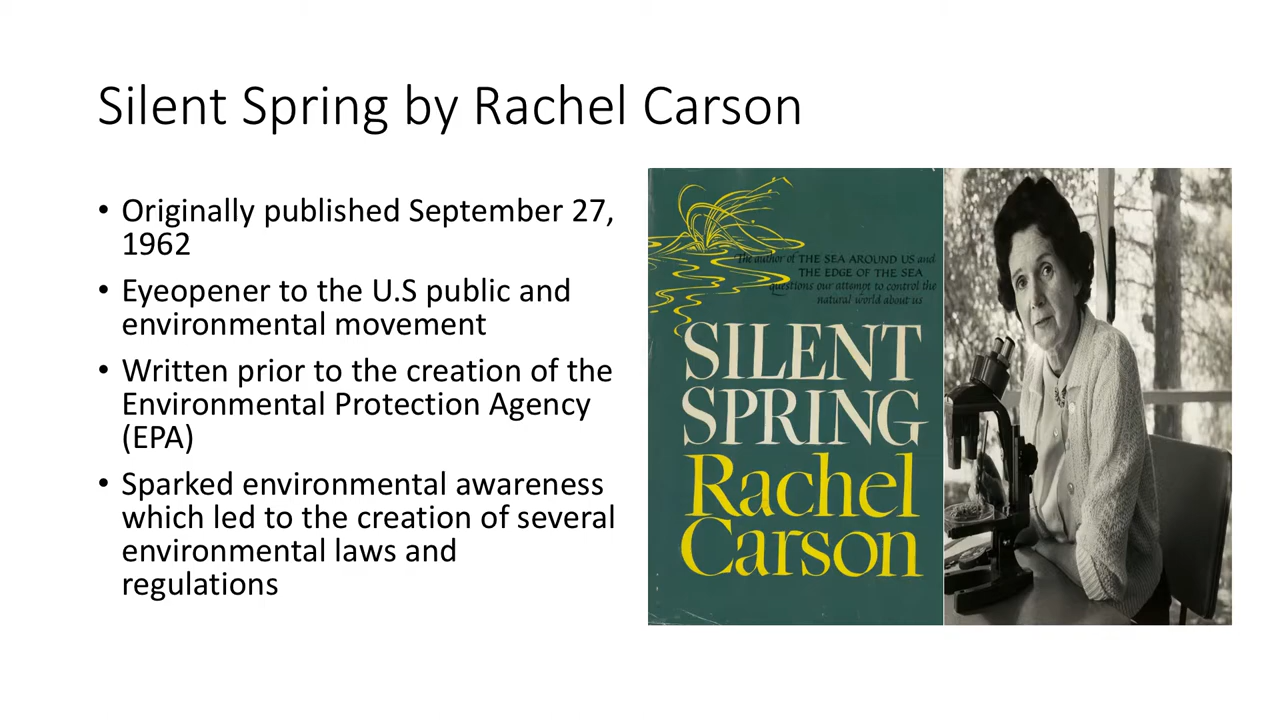 Silent Spring by Rachel Carson
• Originally published September 27,
1962
• Eyeopener to the U.S public and
environmental movement
• Written prior to the creation of the
Environmental Protection Agency
(EPA)
• Sparked environmental awareness
which led to the creation of several
environmental laws and
regulations
The author of THE SEA AROUND US and
THE EDGE OF THE SEA
questions our attempt to control the
natural world about us
SILENT
SPRING
Rachel
Carson